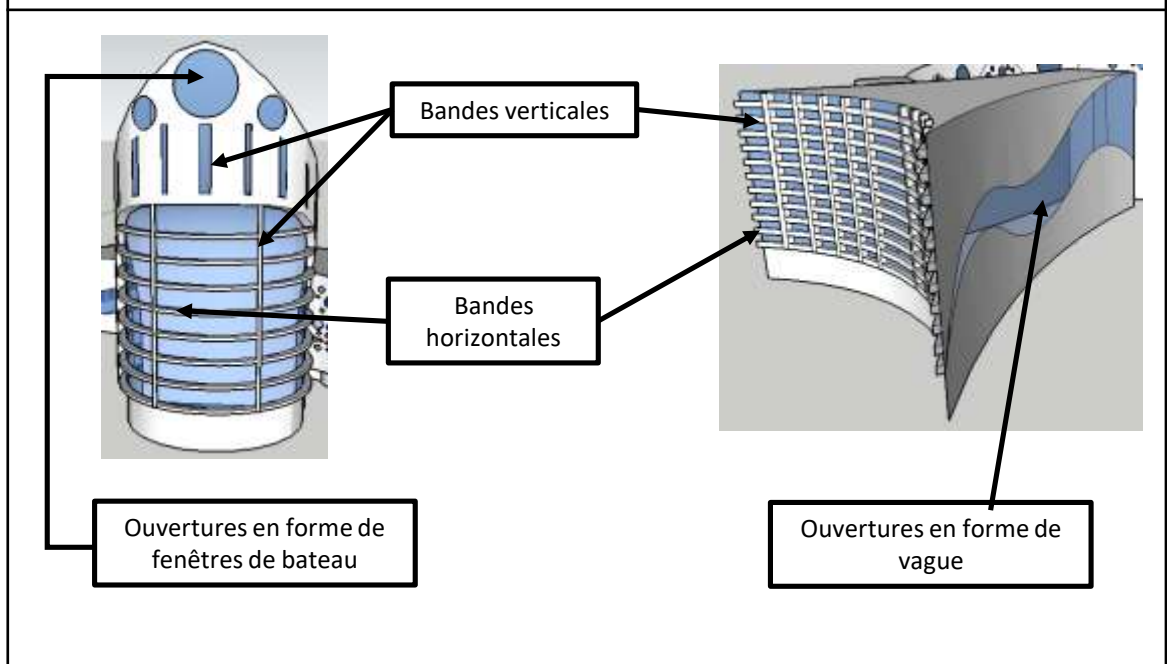 Bandes verticales
Bandes
horizontales
Ouvertures en forme de
fenêtres de bateau
Ouvertures en forme de
vague